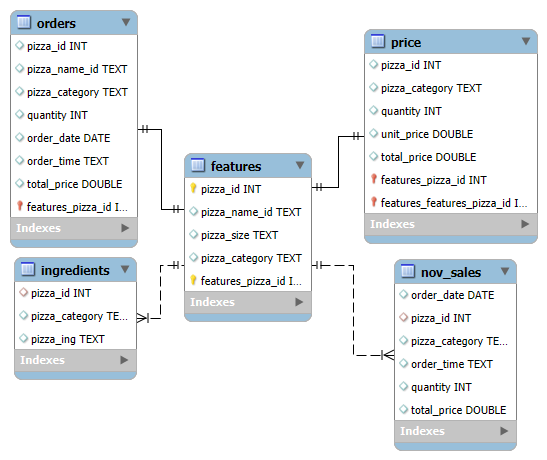 orders
pizza_id INT
pizza_name_id TEXT
pizza_category TEXT
quantity INT
order_date DATE
order_time TEXT
total_price DOUBLE
features_pizza_id I...
Indexes
price
pizza_id INT
pizza_category TEXT
quantity INT
unit_price DOUBLE
total_price DOUBLE
features_pizza_id INT
features_features_pizza_id I...
Indexes
features
pizza_id INT
pizza_name_id TEXT
pizza_size TEXT
pizza_category TEXT
features_pizza_id I...
Indexes
ingredients
pizza_id INT
pizza_category TE...
pizza_ing TEXT
Indexes
nov_sales
order_date DATE
pizza_id INT
pizza_category TE...
order_time TEXT
quantity INT
total_price DOUBLE
Indexes